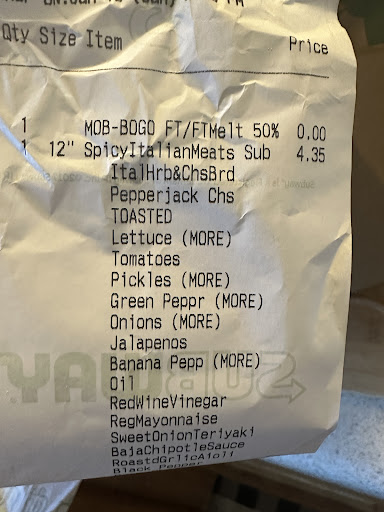 Qty Size Item Price
1 MOB-BOGO FT/FTMelt 50% 0.00
1 12" SpicyItalianMeats Sub 4.35
ItalHrb&ChsBrd
Pepperjack Chs
TOASTED
Lettuce (MORE)
Tomatoes
Pickles (MORE)
Green Peppr (MORE)
Onions (MORE)
Jalapenos
Banana Pepp (MORE)
Oil
RedWineVinegar
RegMayonnaise
SweetOnionTeriyaki
BajaChipotleSauce
RoastdGrlicAioli
Black Pepper
SUBWAY